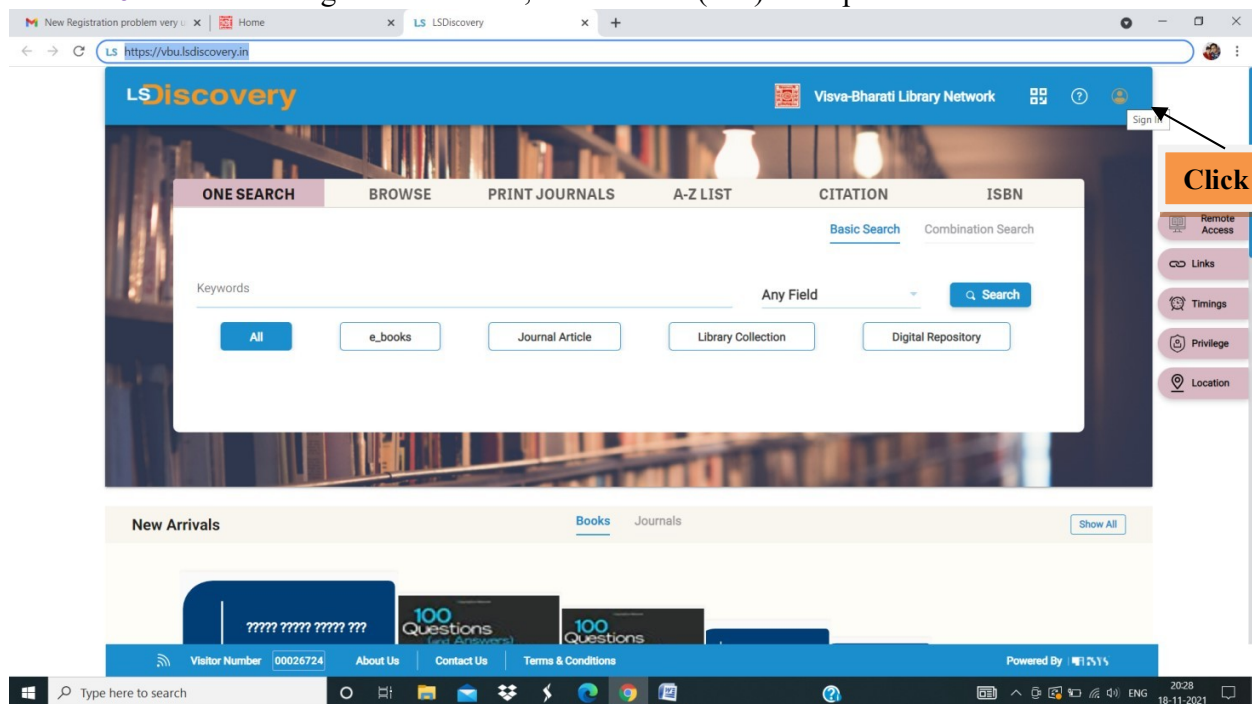 New Registration problem very u
Home
LS LSDiscovery
LS https://vbu.lsdiscovery.in
LSDiscovery
Visva-Bharati Library Network
Sign In
Click
ONE SEARCH BROWSE PRINT JOURNALS A-Z LIST CITATION ISBN
Basic Search Combination Search
Keywords Any Field Search
All e_books Journal Article Library Collection Digital Repository
Remote
Access
Links
Timings
Privilege
Location
New Arrivals Books Journals Show All
????? ????? ????? ???
100
Questions
(and Answers)
100
Questions
Visitor Number 00026724 About Us Contact Us Terms & Conditions Powered By
Type here to search
ENG
20:28
18-11-2021